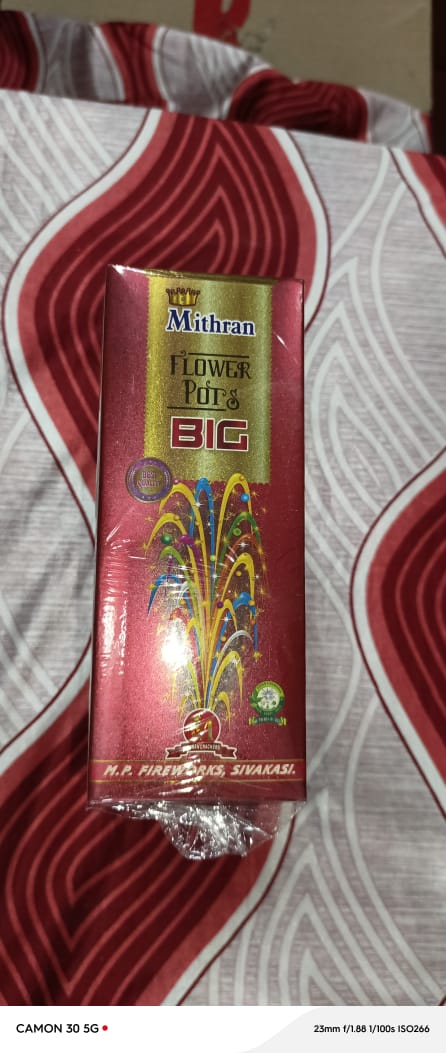 Mithran
FLOWER
POTS
BIG
M.P. FIREWORKS, SIVAKASI.
CAMON 30 5G
23mm f/1.88 1/100s ISO266